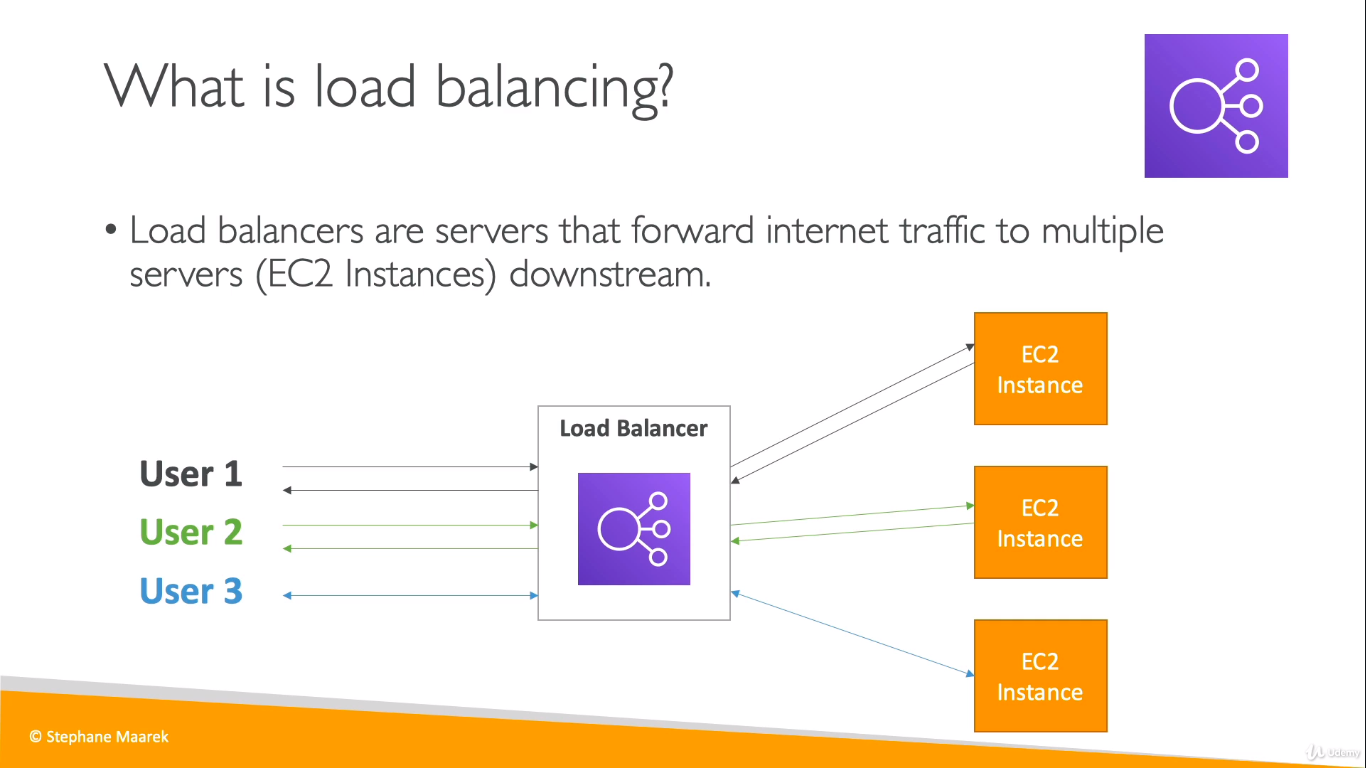 What is load balancing?
• Load balancers are servers that forward internet traffic to multiple
servers (EC2 Instances) downstream.
Load Balancer
User 1
User 2
User 3
EC2
Instance
EC2
Instance
EC2
Instance
© Stephane Maarek
Udemy